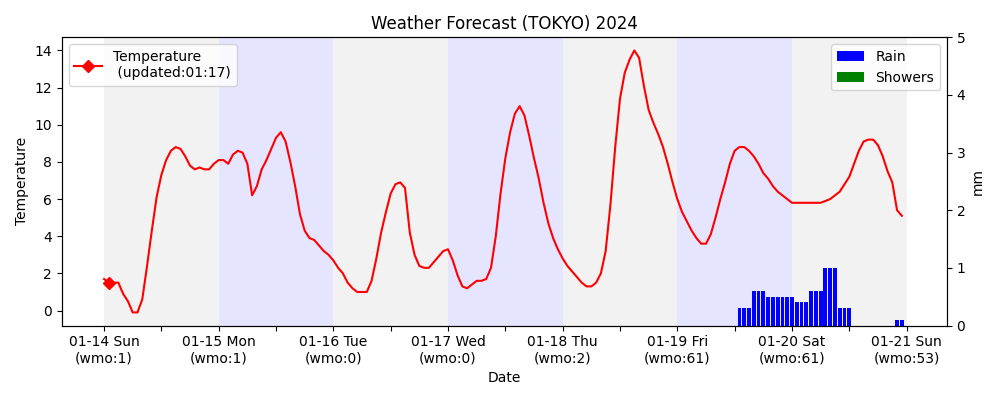 Weather Forecast (TOKYO) 2024
Temperature
(updated:01:17)
Rain
Showers
14
12
10
8
6
4
2
0
Temperature
5
4
3
2
1
0
mm
01-14 Sun
(wmo:1)
01-15 Mon
(wmo:1)
01-16 Tue
(wmo:0)
01-17 Wed
(wmo:0)
01-18 Thu
(wmo:2)
01-19 Fri
(wmo:61)
01-20 Sat
(wmo:61)
01-21 Sun
(wmo:53)
Date